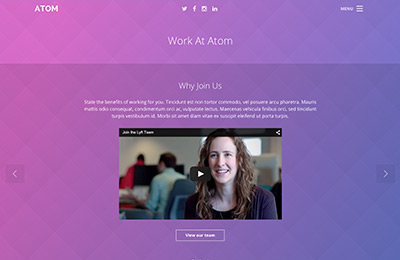 ATOM
MENU
Work At Atom
Why Join Us
State the benefits of working for you. Tincidunt est non tortor commodo, vel posuere arcu pharetra. Mauris
mattis odio consequat, condimentum orci ac, vulputate lectus. Maecenas vehicula finibus orci, sed tincidunt
turpis vestibulum id. Morbi sit amet diam vitae ex suscipit eleifend ut porta turpis.
Join the Lyft Team
View our team